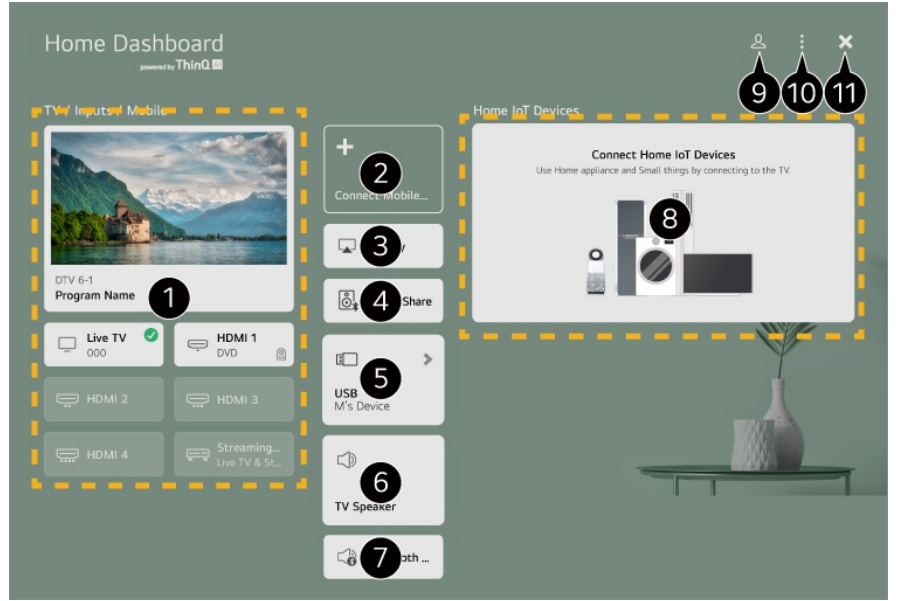 Home Dashboard
powered by ThinQ AI
9
10
11
TV / Inputs / Mobile
Home IoT Devices
DTV 6-1
Program Name
1
Live TV
000
HDMI 1
DVD
HDMI 2
HDMI 3
HDMI 4
Streaming...
Live TV & St...
2
Connect Mobile...
3
4
Share
5
USB
M's Device
6
TV Speaker
7
oth ...
Connect Home IoT Devices
Use Home appliance and Small things by connecting to the TV.
8